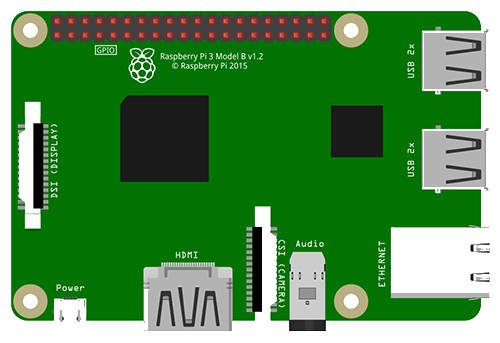 GPIO
Raspberry Pi 3 Model B v1.2
© Raspberry Pi 2015
USB 2x
DSI (DISPLAY)
USB 2x
HDMI
CSI (CAMERA)
Audio
ETHERNET
Power